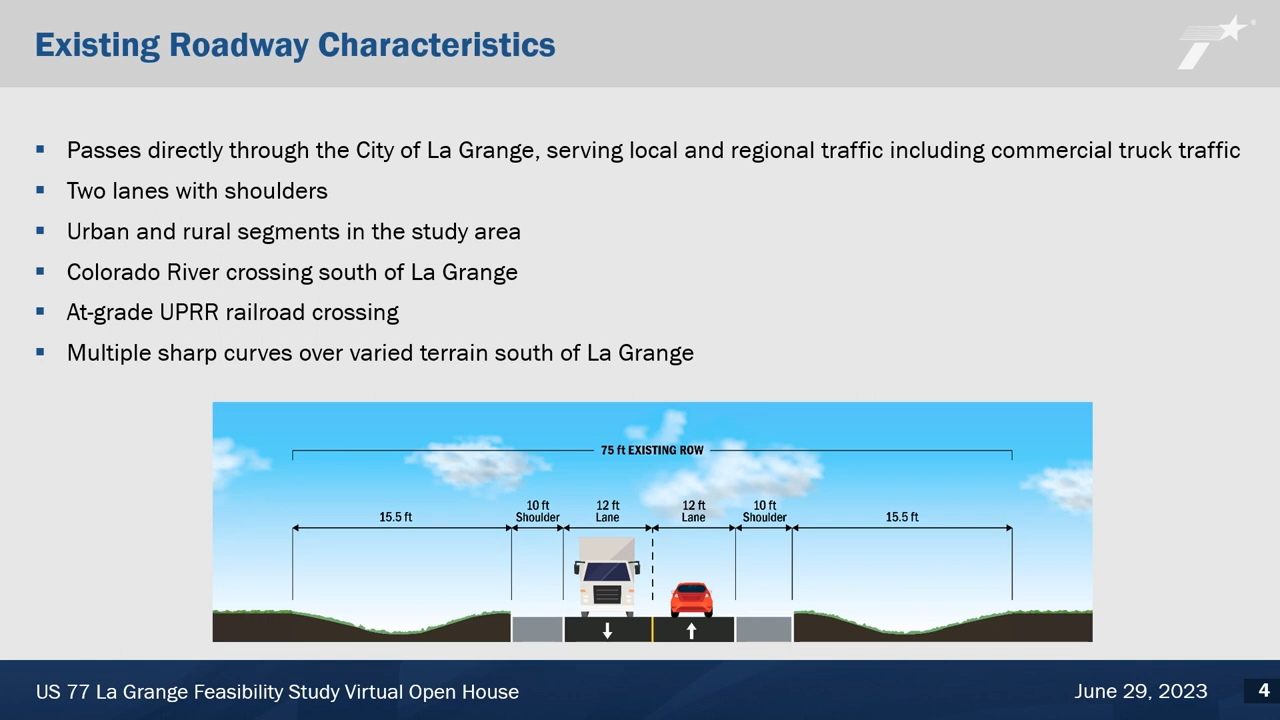 Existing Roadway Characteristics
▪ Passes directly through the City of La Grange, serving local and regional traffic including commercial truck traffic
▪ Two lanes with shoulders
▪ Urban and rural segments in the study area
▪ Colorado River crossing south of La Grange
▪ At-grade UPRR railroad crossing
▪ Multiple sharp curves over varied terrain south of La Grange
75 ft EXISTING ROW
15.5 ft
10 ft
Shoulder
12 ft
Lane
12 ft
Lane
10 ft
Shoulder
15.5 ft
US 77 La Grange Feasibility Study Virtual Open House
June 29, 2023
4